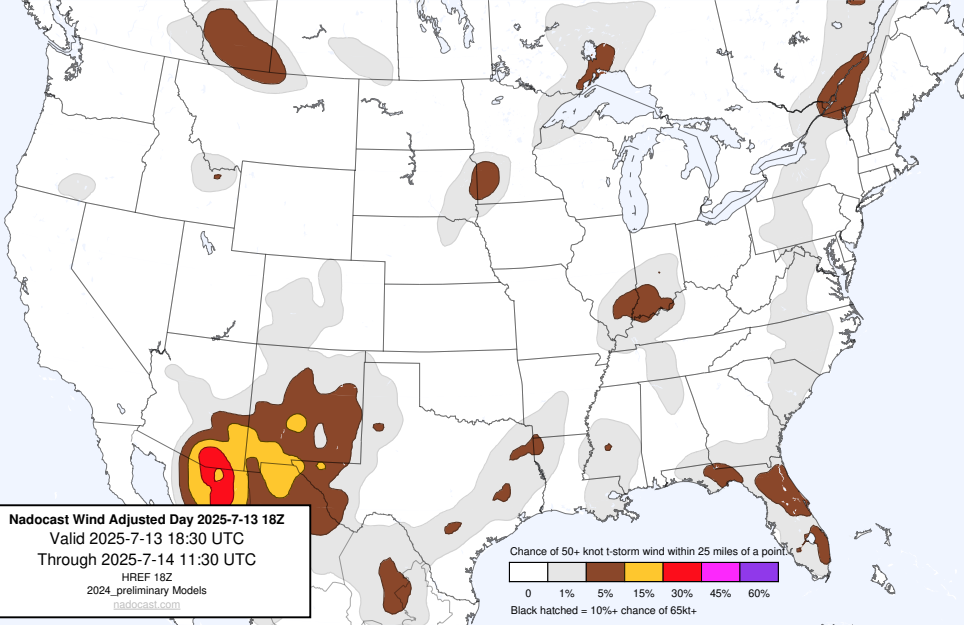 Nadocast Wind Adjusted Day 2025-7-13 18Z
Valid 2025-7-13 18:30 UTC
Through 2025-7-14 11:30 UTC
HREF 18Z
2024_preliminary Models
nadocast.com
Chance of 50+ knot t-storm wind within 25 miles of a point.
0 1% 5% 15% 30% 45% 60%
Black hatched = 10%+ chance of 65kt+